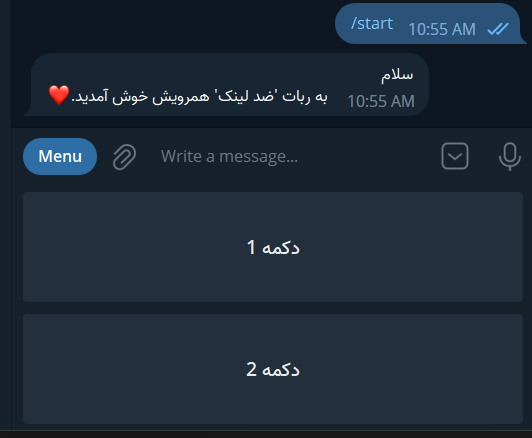 /start 10:55 AM
سلام
به ربات 'ضد لینک' همرویش خوش آمدید.❤️ 10:55 AM
Menu Write a message...
دکمه 1
دکمه 2